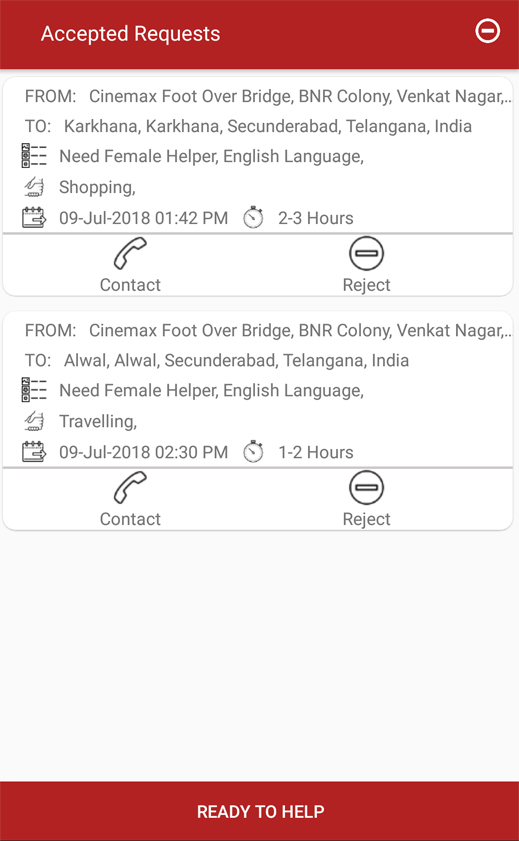 Accepted Requests
FROM: Cinemax Foot Over Bridge, BNR Colony, Venkat Nagar,...
TO: Karkhana, Karkhana, Secunderabad, Telangana, India
Need Female Helper, English Language,
Shopping,
09-Jul-2018 01:42 PM 2-3 Hours
Contact Reject
FROM: Cinemax Foot Over Bridge, BNR Colony, Venkat Nagar,...
TO: Alwal, Alwal, Secunderabad, Telangana, India
Need Female Helper, English Language,
Travelling,
09-Jul-2018 02:30 PM 1-2 Hours
Contact Reject
READY TO HELP